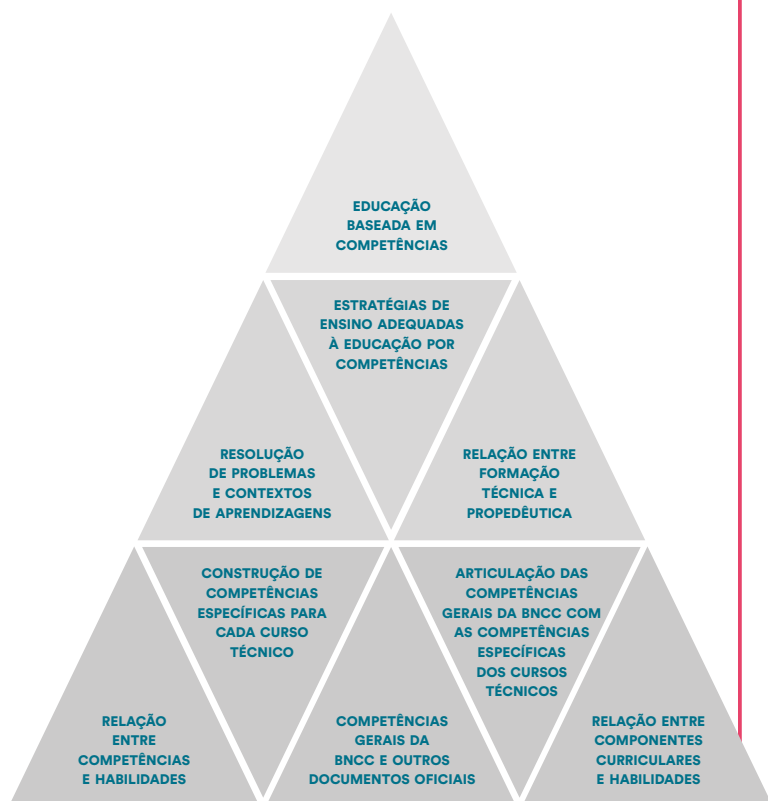 EDUCAÇÃO
BASEADA EM
COMPETÊNCIAS
ESTRATÉGIAS DE
ENSINO ADEQUADAS
À EDUCAÇÃO POR
COMPETÊNCIAS
RESOLUÇÃO
DE PROBLEMAS
E CONTEXTOS
DE APRENDIZAGENS
RELAÇÃO ENTRE
FORMAÇÃO
TÉCNICA E
PROPEDÊUTICA
CONSTRUÇÃO DE
COMPETÊNCIAS
ESPECÍFICAS PARA
CADA CURSO
TÉCNICO
ARTICULAÇÃO DAS
COMPETÊNCIAS
GERAIS DA BNCC COM
AS COMPETÊNCIAS
ESPECÍFICAS
DOS CURSOS
TÉCNICOS
RELAÇÃO
ENTRE
COMPETÊNCIAS
E HABILIDADES
COMPETÊNCIAS
GERAIS DA
BNCC E OUTROS
DOCUMENTOS OFICIAIS
RELAÇÃO ENTRE
COMPONENTES
CURRICULARES
E HABILIDADES